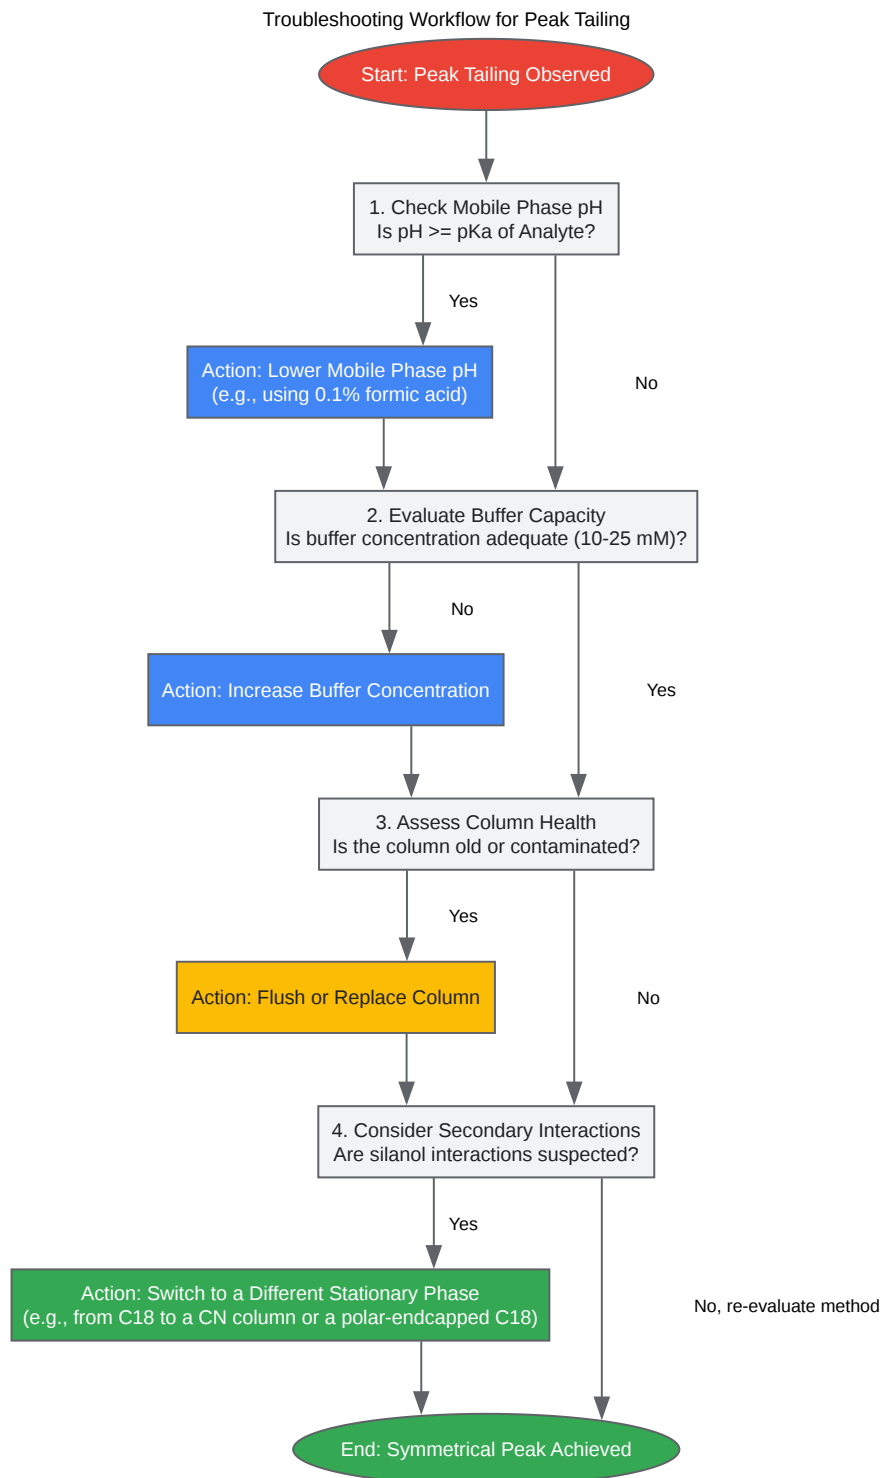 Troubleshooting Workflow for Peak Tailing
Start: Peak Tailing Observed
1. Check Mobile Phase pH
Is pH >= pKa of Analyte?
Yes
Action: Lower Mobile Phase pH
(e.g., using 0.1% formic acid)
No
2. Evaluate Buffer Capacity
Is buffer concentration adequate (10-25 mM)?
No
Action: Increase Buffer Concentration
Yes
3. Assess Column Health
Is the column old or contaminated?
Yes
Action: Flush or Replace Column
No
4. Consider Secondary Interactions
Are silanol interactions suspected?
Yes
Action: Switch to a Different Stationary Phase
(e.g., from C18 to a CN column or a polar-endcapped C18)
No, re-evaluate method
End: Symmetrical Peak Achieved